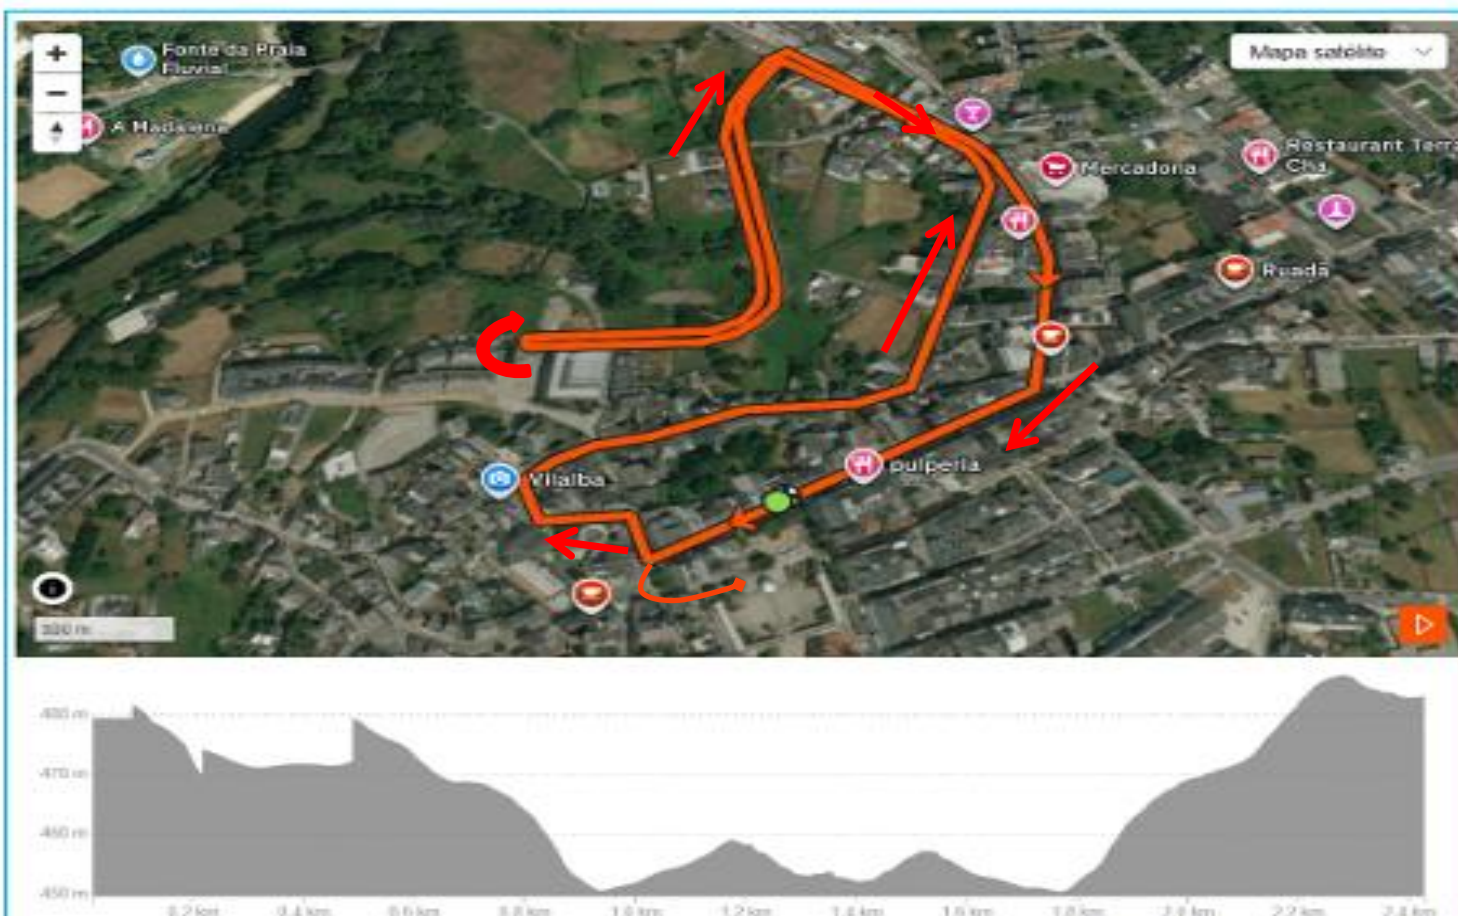 +
Fonte da Praia
Fluvial
Mapa satélite
−
A Madalena
Restaurant Terra
Chá
Mercadona
Ruada
pulpería
Vilalba
480 m
470 m
460 m
450 m
0.2 km
0.4 km
0.6 km
0.8 km
1.0 km
1.2 km
1.4 km
1.6 km
1.8 km
2.0 km
2.2 km
2.4 km